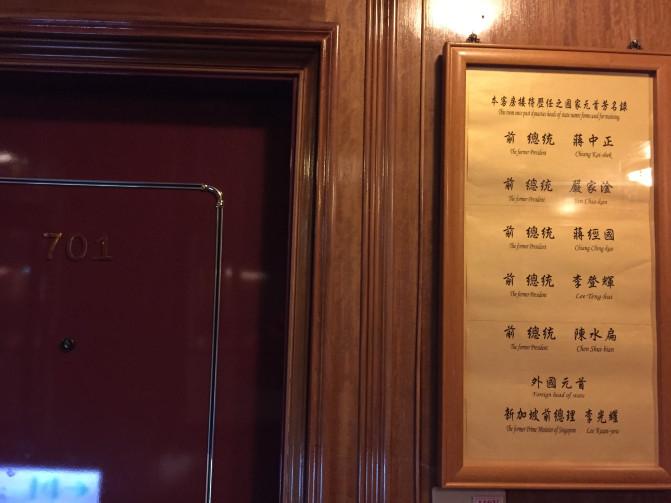 701
本客房接待歷任之國家元首芳名錄
前 總統 蔣中正
The former President Chiang Kai-shek
前 總統 嚴家淦
The former President Yen Chia-kan
前 總統 蔣經國
The former President Chiang Ching-kuo
前 總統 李登輝
The former President Lee Teng-hui
前 總統 陳水扁
The former President Chen Shui-bian
外國元首
Foreign head of state
新加坡前總理 李光耀
The former Prime Minister of Singapore Lee Kuan-yew